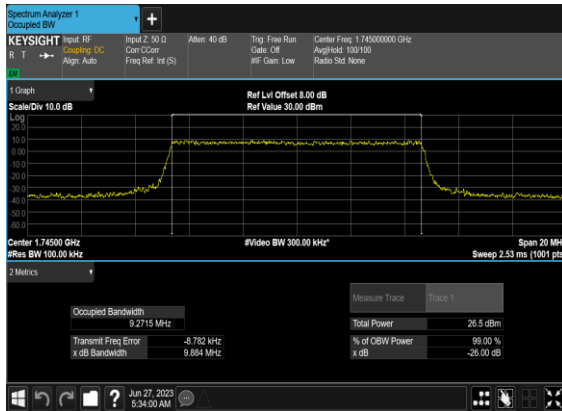 Spectrum Analyzer 1
Occupied BW
+
KEYSIGHT
R T
LXI
Input: RF
Coupling: DC
Align: Auto
Input Z: 50 Ω
Corr CCorr
Freq Ref: Int (S)
Atten: 40 dB
Trig: Free Run
Gate: Off
#IF Gain: Low
Center Freq: 1.745000000 GHz
Avg|Hold: 100/100
Radio Std: None
1 Graph
Scale/Div 10.0 dB
Ref Lvl Offset 8.00 dB
Ref Value 30.00 dBm
Log
20.0
10.0
0.00
-10.0
-20.0
-30.0
-40.0
-50.0
-60.0
Center 1.74500 GHz
#Res BW 100.00 kHz
#Video BW 300.00 kHz*
Span 20 MH
Sweep 2.53 ms (1001 pts
2 Metrics
Measure Trace
Trace 1
Occupied Bandwidth
9.2715 MHz
Total Power
26.5 dBm
Transmit Freq Error
-8.782 kHz
% of OBW Power
99.00 %
x dB Bandwidth
9.884 MHz
x dB
-26.00 dB
?
Jun 27, 2023
5:34:00 AM